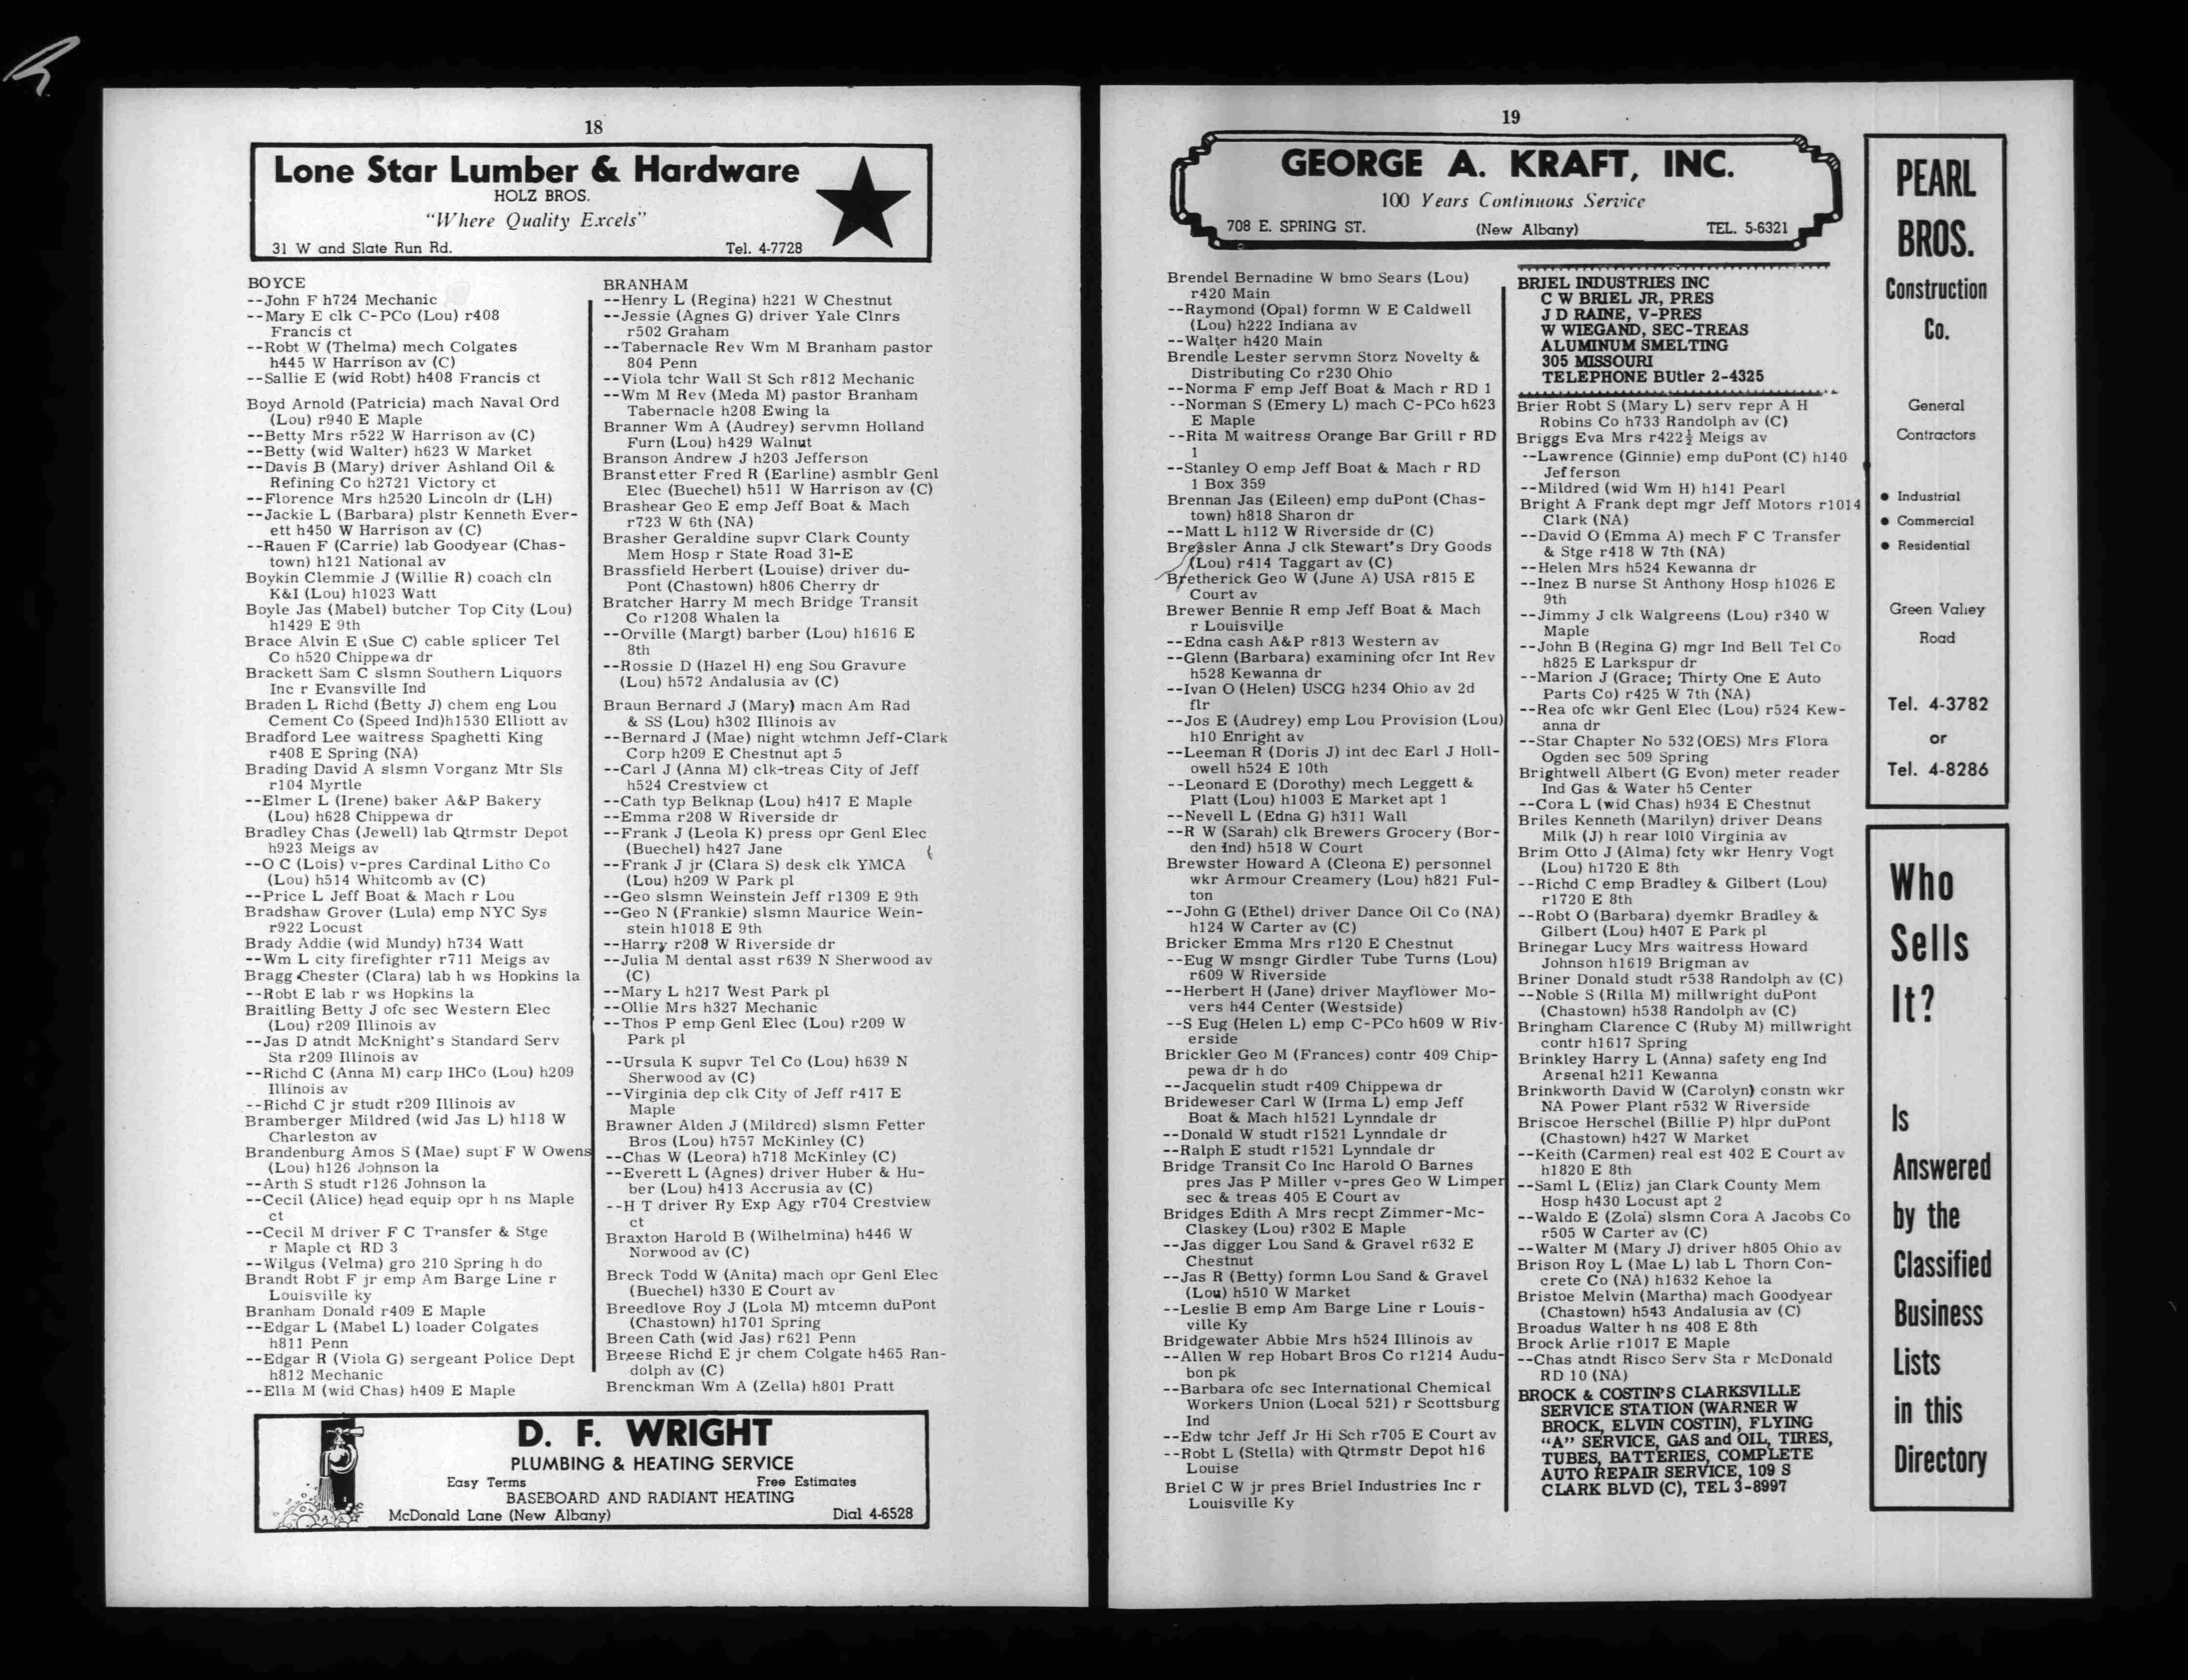 18
Lone Star Lumber & Hardware
HOLZ BROS.
"Where Quality Excels"
31 W and Slate Run Rd. Tel. 4-7728
BOYCE
--John F h724 Mechanic
--Mary E clk C-PCo (Lou) r408
Francis ct
--Robt W (Thelma) mech Colgates
h445 W Harrison av (C)
--Sallie E (wid Robt) h408 Francis ct
Boyd Arnold (Patricia) mach Naval Ord
(Lou) r940 E Maple
--Betty Mrs r522 W Harrison av (C)
--Betty (wid Walter) h623 W Market
--Davis B (Mary) driver Ashland Oil &
Refining Co h2721 Victory ct
--Florence Mrs h2520 Lincoln dr (LH)
--Jackie L (Barbara) plstr Kenneth Ever-
ett h450 W Harrison av (C)
--Rauen F (Carrie) lab Goodyear (Chas-
town) h121 National av
Boykin Clemmie J (Willie R) coach cln
K&I (Lou) h1023 Watt
Boyle Jas (Mabel) butcher Top City (Lou)
h1429 E 9th
Brace Alvin E (Sue C) cable splicer Tel
Co h520 Chippewa dr
Brackett Sam C slsmn Southern Liquors
Inc r Evansville Ind
Braden L Richd (Betty J) chem eng Lou
Cement Co (Speed Ind)h1530 Elliott av
Bradford Lee waitress Spaghetti King
r408 E Spring (NA)
Brading David A slsmn Vorganz Mtr Sls
r104 Myrtle
--Elmer L (Irene) baker A&P Bakery
(Lou) h628 Chippewa dr
Bradley Chas (Jewell) lab Qtrmstr Depot
h923 Meigs av
--O C (Lois) v-pres Cardinal Litho Co
(Lou) h514 Whitcomb av (C)
--Price L Jeff Boat & Mach r Lou
Bradshaw Grover (Lula) emp NYC Sys
r922 Locust
Brady Addie (wid Mundy) h734 Watt
--Wm L city firefighter r711 Meigs av
Bragg Chester (Clara) lab h ws Hopkins la
--Robt E lab r ws Hopkins la
Braitling Betty J ofc sec Western Elec
(Lou) r209 Illinois av
--Jas D atndt McKnight's Standard Serv
Sta r209 Illinois av
--Richd C (Anna M) carp IHCo (Lou) h209
Illinois av
--Richd C jr studt r209 Illinois av
Bramberger Mildred (wid Jas L) h118 W
Charleston av
Brandenburg Amos S (Mae) supt F W Owens
(Lou) h126 Johnson la
--Arth S studt r126 Johnson la
--Cecil (Alice) head equip opr h ns Maple
ct
--Cecil M driver F C Transfer & Stge
r Maple ct RD 3
--Wilgus (Velma) gro 210 Spring h do
Brandt Robt F jr emp Am Barge Line r
Louisville ky
Branham Donald r409 E Maple
--Edgar L (Mabel L) loader Colgates
h811 Penn
--Edgar R (Viola G) sergeant Police Dept
h812 Mechanic
--Ella M (wid Chas) h409 E Maple
BRANHAM
--Henry L (Regina) h221 W Chestnut
--Jessie (Agnes G) driver Yale Clnrs
r502 Graham
--Tabernacle Rev Wm M Branham pastor
804 Penn
--Viola tchr Wall St Sch r812 Mechanic
--Wm M Rev (Meda M) pastor Branham
Tabernacle h208 Ewing la
Branner Wm A (Audrey) servmn Holland
Furn (Lou) h429 Walnut
Branson Andrew J h203 Jefferson
Branstetter Fred R (Earline) asmblr Genl
Elec (Buechel) h511 W Harrison av (C)
Brashear Geo E emp Jeff Boat & Mach
r723 W 6th (NA)
Brasher Geraldine supvr Clark County
Mem Hosp r State Road 31-E
Brassfield Herbert (Louise) driver du-
Pont (Chastown) h806 Cherry dr
Bratcher Harry M mech Bridge Transit
Co r1208 Whalen la
--Orville (Margt) barber (Lou) h1616 E
8th
--Rossie D (Hazel H) eng Sou Gravure
(Lou) h572 Andalusia av (C)
Braun Bernard J (Mary) macn Am Rad
& SS (Lou) h302 Illinois av
--Bernard J (Mae) night wtchmn Jeff-Clark
Corp h209 E Chestnut apt 5
--Carl J (Anna M) clk-treas City of Jeff
h524 Crestview ct
--Cath typ Belknap (Lou) h417 E Maple
--Emma r208 W Riverside dr
--Frank J (Leola K) press opr Genl Elec
(Buechel) h427 Jane
--Frank J jr (Clara S) desk clk YMCA
(Lou) h209 W Park pl
--Geo slsmn Weinstein Jeff r1309 E 9th
--Geo N (Frankie) slsmn Maurice Wein-
stein h1018 E 9th
--Harry r208 W Riverside dr
--Julia M dental asst r639 N Sherwood av
(C)
--Mary L h217 West Park pl
--Ollie Mrs h327 Mechanic
--Thos P emp Genl Elec (Lou) r209 W
Park pl
--Ursula K supvr Tel Co (Lou) h639 N
Sherwood av (C)
--Virginia dep clk City of Jeff r417 E
Maple
Brawner Alden J (Mildred) slsmn Fetter
Bros (Lou) h757 McKinley (C)
--Chas W (Leora) h718 McKinley (C)
--Everett L (Agnes) driver Huber & Hu-
ber (Lou) h413 Accrusia av (C)
--H T driver Ry Exp Agy r704 Crestview
ct
Braxton Harold B (Wilhelmina) h446 W
Norwood av (C)
Breck Todd W (Anita) mach opr Genl Elec
(Buechel) h330 E Court av
Breedlove Roy J (Lola M) mtcemn duPont
(Chastown) h1701 Spring
Breen Cath (wid Jas) r621 Penn
Breese Richd E jr chem Colgate h465 Ran-
dolph av (C)
Brenckman Wm A (Zella) h801 Pratt
D. F. WRIGHT
PLUMBING & HEATING SERVICE
Easy Terms Free Estimates
BASEBOARD AND RADIANT HEATING
McDonald Lane (New Albany) Dial 4-6528
19
GEORGE A. KRAFT, INC.
100 Years Continuous Service
708 E. SPRING ST. (New Albany) TEL. 5-6321
Brendel Bernadine W bmo Sears (Lou)
r420 Main
--Raymond (Opal) formn W E Caldwell
(Lou) h222 Indiana av
--Walter h420 Main
Brendle Lester servmn Storz Novelty &
Distributing Co r230 Ohio
--Norma F emp Jeff Boat & Mach r RD 1
--Norman S (Emery L) mach C-PCo h623
E Maple
--Rita M waitress Orange Bar Grill r RD
1
--Stanley O emp Jeff Boat & Mach r RD
1 Box 359
Brennan Jas (Eileen) emp duPont (Chas-
town) h818 Sharon dr
--Matt L h112 W Riverside dr (C)
Bressler Anna J clk Stewart's Dry Goods
(Lou) r414 Taggart av (C)
Bretherick Geo W (June A) USA r815 E
Court av
Brewer Bennie R emp Jeff Boat & Mach
r Louisville
--Edna cash A&P r813 Western av
--Glenn (Barbara) examining ofcr Int Rev
h528 Kewanna dr
--Ivan O (Helen) USCG h234 Ohio av 2d
flr
--Jos E (Audrey) emp Lou Provision (Lou)
h10 Enright av
--Leeman R (Doris J) int dec Earl J Holl-
owell h524 E 10th
--Leonard E (Dorothy) mech Leggett &
Platt (Lou) h1003 E Market apt 1
--Nevell L (Edna G) h311 Wall
--R W (Sarah) clk Brewers Grocery (Bor-
den Ind) h518 W Court
Brewster Howard A (Cleona E) personnel
wkr Armour Creamery (Lou) h821 Ful-
ton
--John G (Ethel) driver Dance Oil Co (NA)
h124 W Carter av (C)
Bricker Emma Mrs r120 E Chestnut
--Eug W msngr Girdler Tube Turns (Lou)
r609 W Riverside
--Herbert H (Jane) driver Mayflower Mo-
vers h44 Center (Westside)
--S Eug (Helen L) emp C-PCo h609 W Riv-
erside
Brickler Geo M (Frances) contr 409 Chip-
pewa dr h do
--Jacquelin studt r409 Chippewa dr
Brideweser Carl W (Irma L) emp Jeff
Boat & Mach h1521 Lynndale dr
--Donald W studt r1521 Lynndale dr
--Ralph E studt r1521 Lynndale dr
Bridge Transit Co Inc Harold O Barnes
pres Jas P Miller v-pres Geo W Limper
sec & treas 405 E Court av
Bridges Edith A Mrs recpt Zimmer-Mc-
Claskey (Lou) r302 E Maple
--Jas digger Lou Sand & Gravel r632 E
Chestnut
--Jas R (Betty) formn Lou Sand & Gravel
(Lou) h510 W Market
--Leslie B emp Am Barge Line r Louis-
ville Ky
Bridgewater Abbie Mrs h524 Illinois av
--Allen W rep Hobart Bros Co r1214 Audu-
bon pk
--Barbara ofc sec International Chemical
Workers Union (Local 521) r Scottsburg
Ind
--Edw tchr Jeff Jr Hi Sch r705 E Court av
--Robt L (Stella) with Qtrmstr Depot h16
Louise
Briel C W jr pres Briel Industries Inc r
Louisville Ky
BRIEL INDUSTRIES INC
C W BRIEL JR, PRES
J D RAINE, V-PRES
W WIEGAND, SEC-TREAS
ALUMINUM SMELTING
305 MISSOURI
TELEPHONE BUtler 2-4325
Brier Robt S (Mary L) serv repr A H
Robins Co h733 Randolph av (C)
Briggs Eva Mrs r422½ Meigs av
--Lawrence (Ginnie) emp duPont (C) h140
Jefferson
--Mildred (wid Wm H) h141 Pearl
Bright A Frank dept mgr Jeff Motors r1014
Clark (NA)
--David O (Emma A) mech F C Transfer
& Stge r418 W 7th (NA)
--Helen Mrs h524 Kewanna dr
--Inez B nurse St Anthony Hosp h1026 E
9th
--Jimmy J clk Walgreens (Lou) r340 W
Maple
--John B (Regina G) mgr Ind Bell Tel Co
h825 E Larkspur dr
--Marion J (Grace; Thirty One E Auto
Parts Co) r425 W 7th (NA)
--Rea ofc wkr Genl Elec (Lou) r524 Kew-
anna dr
--Star Chapter No 532 (OES) Mrs Flora
Ogden sec 509 Spring
Brightwell Albert (G Evon) meter reader
Ind Gas & Water h5 Center
--Cora L (wid Chas) h934 E Chestnut
Briles Kenneth (Marilyn) driver Deans
Milk (J) h rear 1010 Virginia av
Brim Otto J (Alma) fcty wkr Henry Vogt
(Lou) h1720 E 8th
--Richd C emp Bradley & Gilbert (Lou)
r1720 E 8th
--Robt O (Barbara) dyemkr Bradley &
Gilbert (Lou) h407 E Park pl
Brinegar Lucy Mrs waitress Howard
Johnson h1619 Brigman av
Briner Donald studt r538 Randolph av (C)
--Noble S (Rilla M) millwright duPont
(Chastown) h538 Randolph av (C)
Bringham Clarence C (Ruby M) millwright
contr h1617 Spring
Brinkley Harry L (Anna) safety eng Ind
Arsenal h211 Kewanna
Brinkworth David W (Carolyn) constn wkr
NA Power Plant r532 W Riverside
Briscoe Herschel (Billie P) hlpr duPont
(Chastown) h427 W Market
--Keith (Carmen) real est 402 E Court av
h1820 E 8th
--Saml L (Eliz) jan Clark County Mem
Hosp h430 Locust apt 2
--Waldo E (Zola) slsmn Cora A Jacobs Co
r505 W Carter av (C)
--Walter M (Mary J) driver h805 Ohio av
Brison Roy L (Mae L) lab L Thorn Con-
crete Co (NA) h1632 Kehoe la
Bristoe Melvin (Martha) mach Goodyear
(Chastown) h543 Andalusia av (C)
Broadus Walter h ns 408 E 8th
Brock Arlie r1017 E Maple
--Chas atndt Risco Serv Sta r McDonald
RD 10 (NA)
BROCK & COSTIN'S CLARKSVILLE
SERVICE STATION (WARNER W
BROCK, ELVIN COSTIN), FLYING
"A" SERVICE, GAS and OIL, TIRES,
TUBES, BATTERIES, COMPLETE
AUTO REPAIR SERVICE, 109 S
CLARK BLVD (C), TEL 3-8997
PEARL
BROS.
Construction
Co.
General
Contractors
• Industrial
• Commercial
• Residential
Green Valley
Road
Tel. 4-3782
or
Tel. 4-8286
Who
Sells
It?
Is
Answered
by the
Classified
Business
Lists
in this
Directory